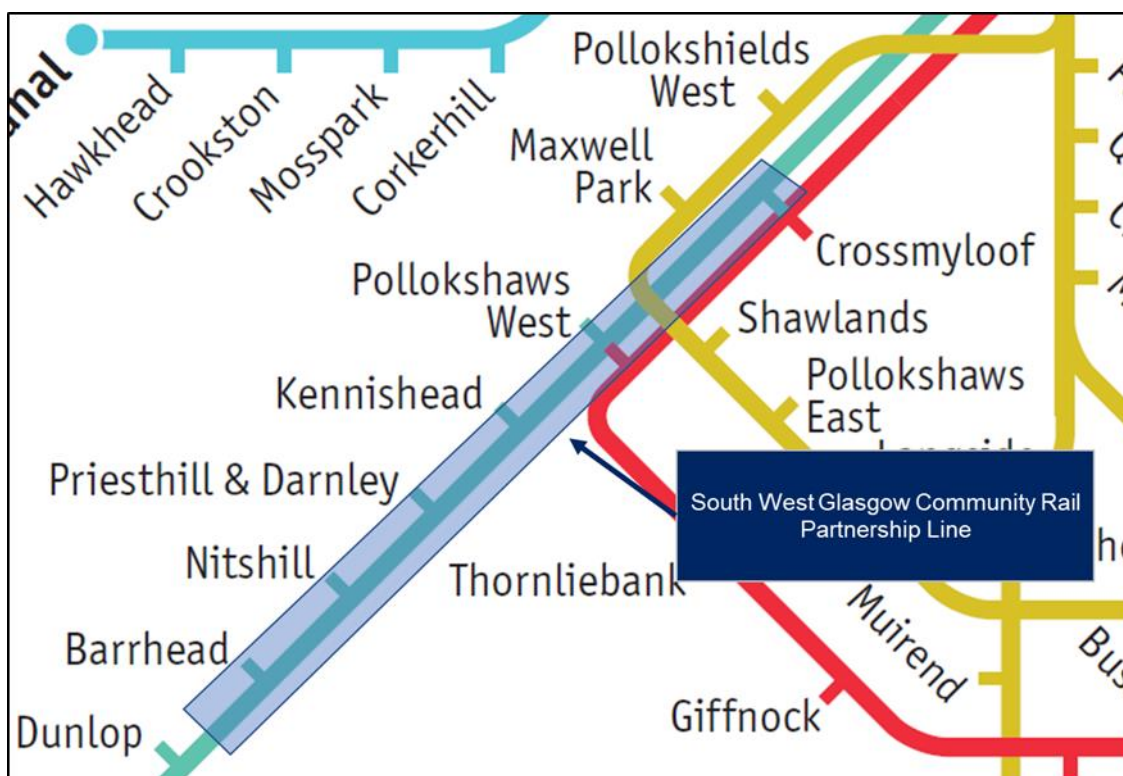 anal
Hawkhead
Crookston
Mosspark
Corkerhill
Pollokshields
West
Maxwell
Park
Crossmyloof
Pollokshaws
West
Shawlands
Kennishead
Pollokshaws
East
Priesthill & Darnley
South West Glasgow Community Rail
Partnership Line
Nitshill
Thornliebank
Muirend
Barrhead
Giffnock
Dunlop